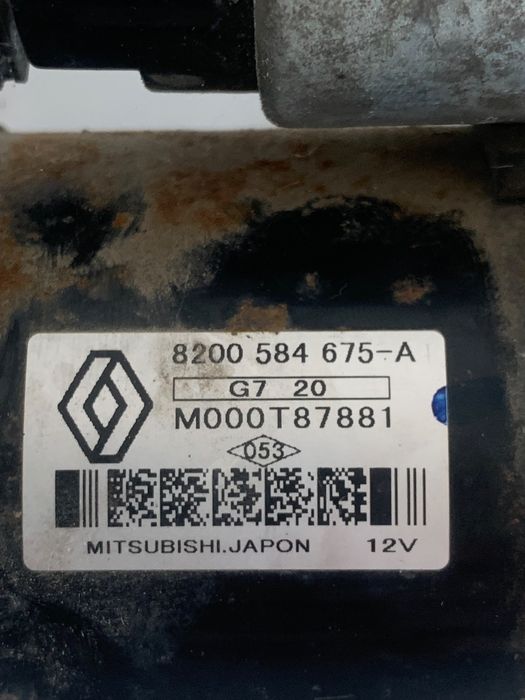 8200 584 675-A
G7 20
M000T87881
053
MITSUBISHI.JAPON 12V